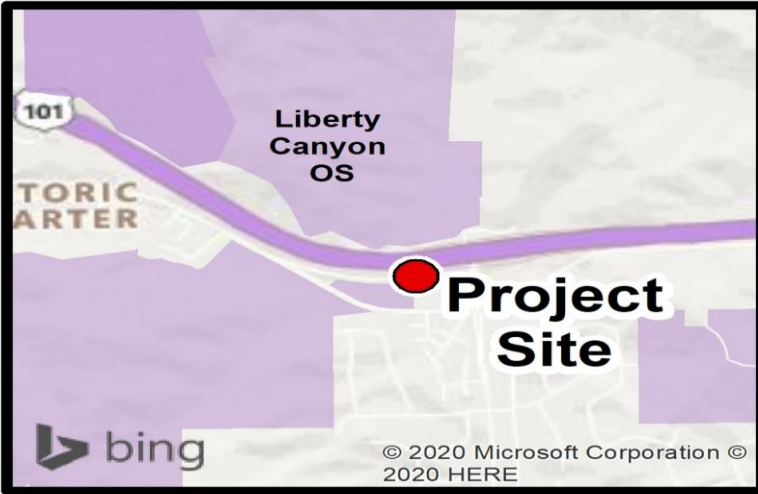 101
Liberty
Canyon
OS
TORIC
ARTER
Project
Site
bing
© 2020 Microsoft Corporation ©
2020 HERE